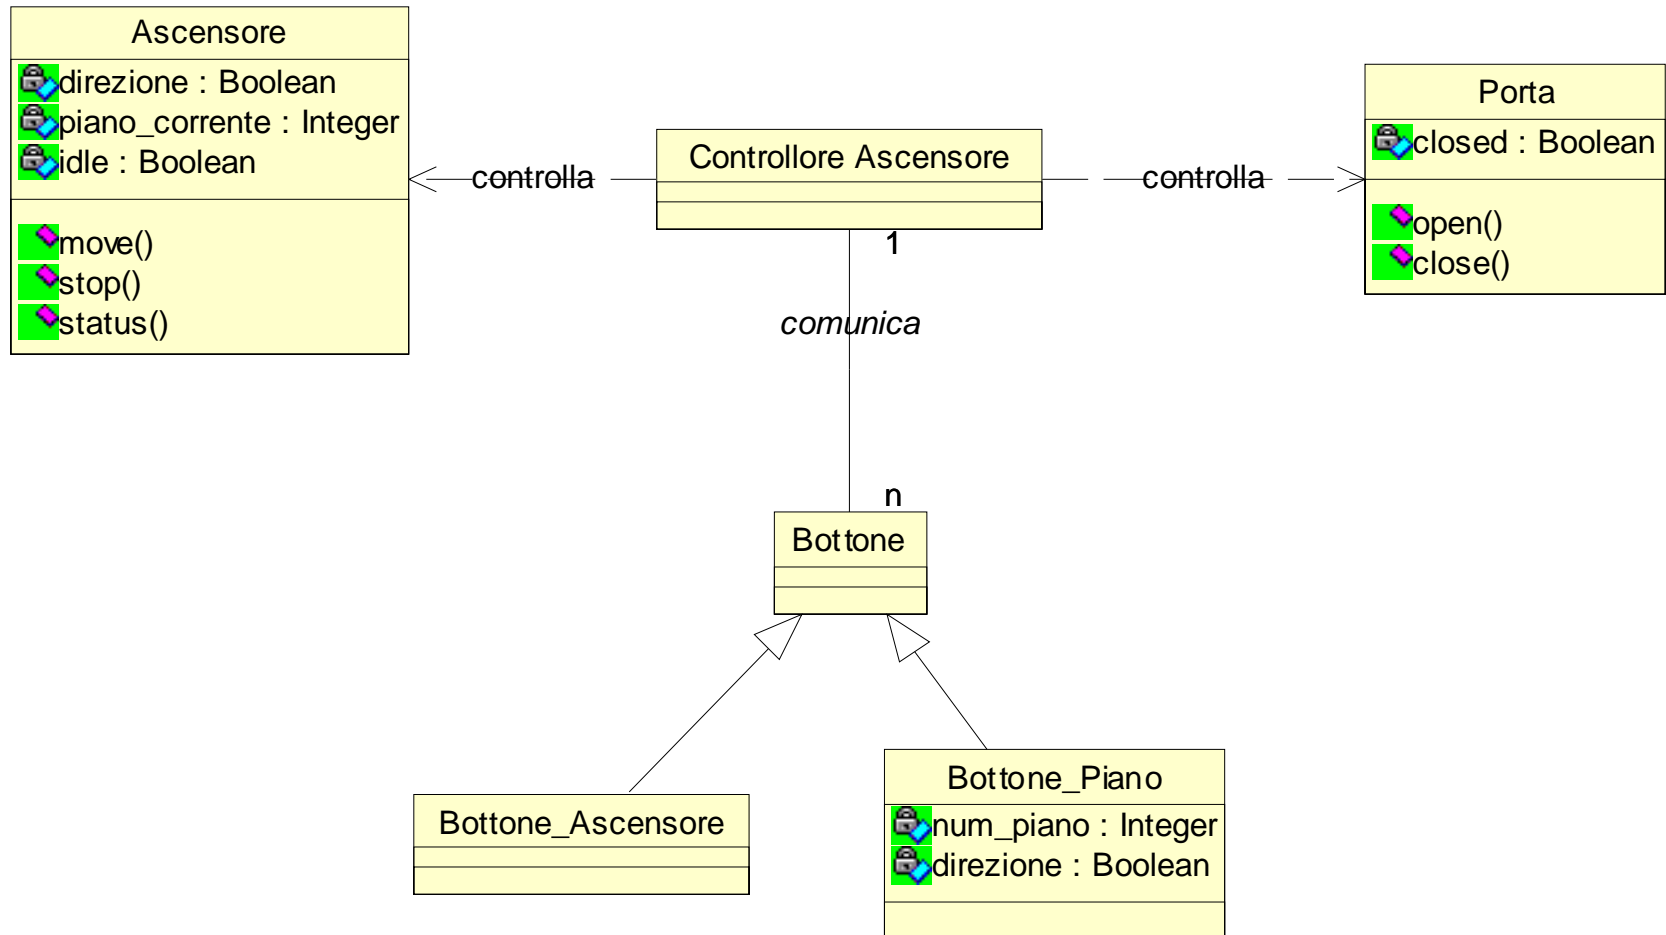 Ascensore
direzione : Boolean
piano_corrente : Integer
idle : Boolean
move()
stop()
status()
controlla
Controllore Ascensore
controlla
Porta
closed : Boolean
open()
close()
1
comunica
n
Bottone
Bottone_Ascensore
Bottone_Piano
num_piano : Integer
direzione : Boolean